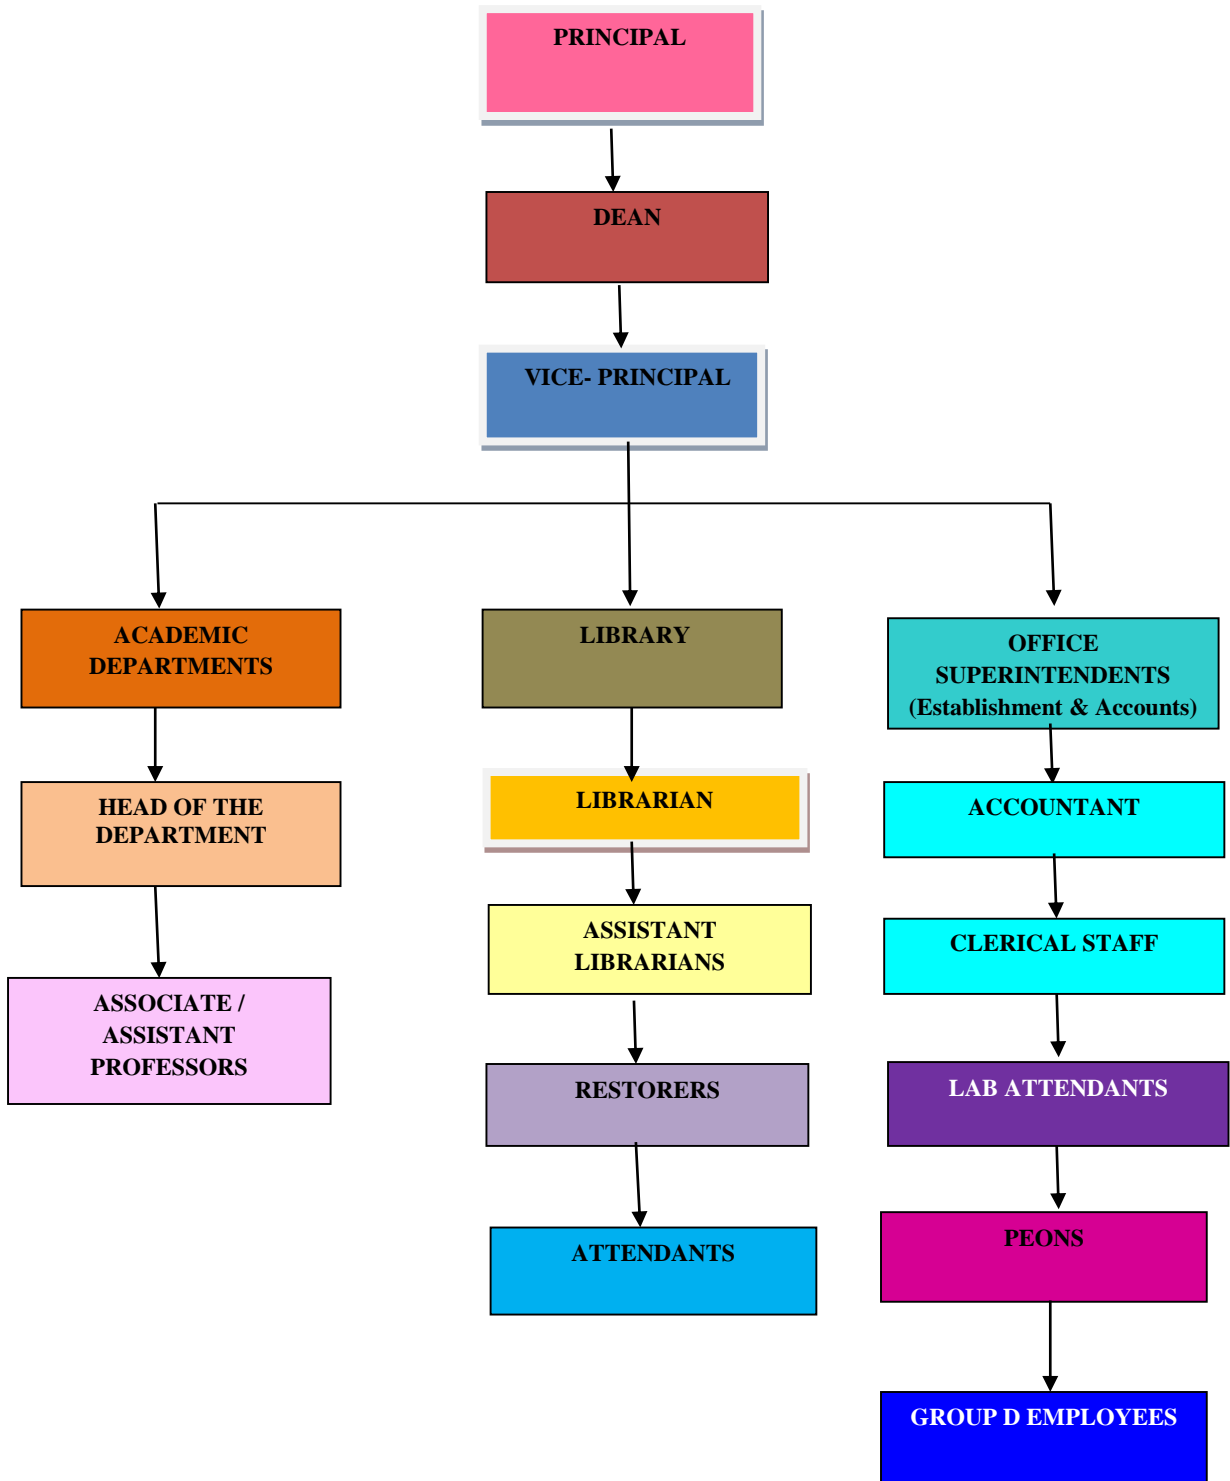 PRINCIPAL
DEAN
VICE- PRINCIPAL
ACADEMIC
DEPARTMENTS
LIBRARY
OFFICE
SUPERINTENDENTS
(Establishment & Accounts)
HEAD OF THE
DEPARTMENT
LIBRARIAN
ACCOUNTANT
ASSISTANT
LIBRARIANS
CLERICAL STAFF
ASSOCIATE /
ASSISTANT
PROFESSORS
RESTORERS
LAB ATTENDANTS
ATTENDANTS
PEONS
GROUP D EMPLOYEES